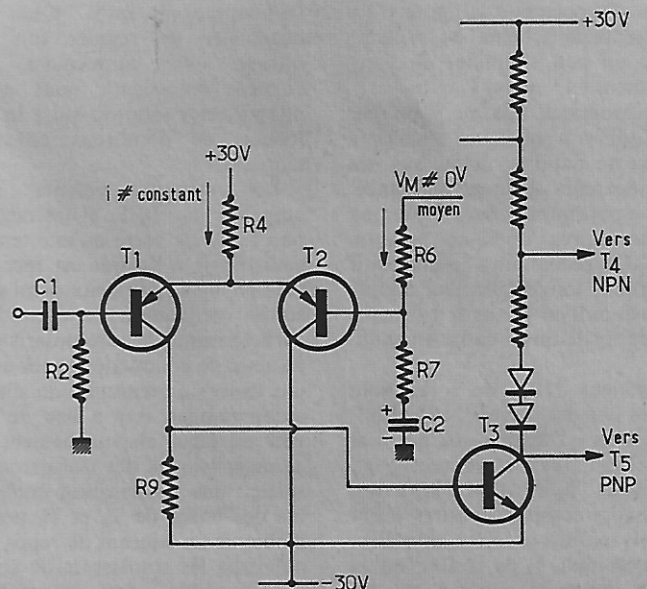 +30V
+30V
i # constant
R4
VM # 0V
moyen
R6
T1
T2
C1
R2
Vers
T4
NPN
R7
+
-
C2
T3
Vers
T5
PNP
R9
-30V